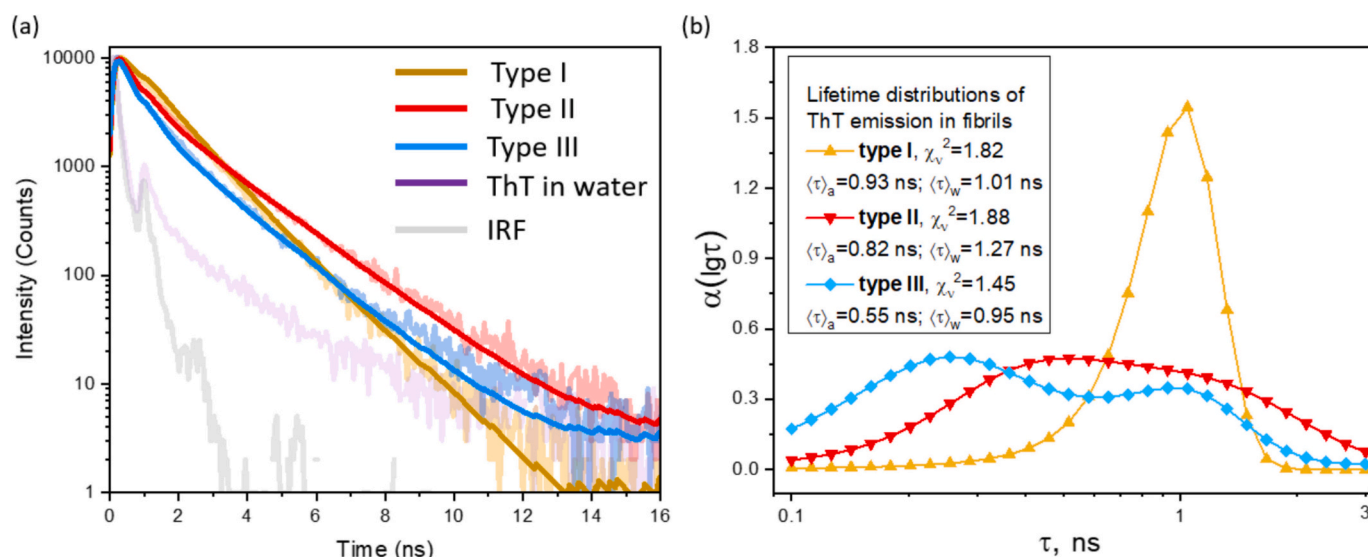 (a)
10000
1000
100
10
1
Intensity (Counts)
Type I
Type II
Type III
ThT in water
IRF
0 2 4 6 8 10 12 14 16
Time (ns)
(b)
1.8
1.5
1.2
0.9
0.6
0.3
0.0
α(lgτ)
Lifetime distributions of
ThT emission in fibrils
type I, χᵥ²=1.82
⟨τ⟩a=0.93 ns; ⟨τ⟩w=1.01 ns
type II, χᵥ²=1.88
⟨τ⟩a=0.82 ns; ⟨τ⟩w=1.27 ns
type III, χᵥ²=1.45
⟨τ⟩a=0.55 ns; ⟨τ⟩w=0.95 ns
0.1 1 3
τ, ns